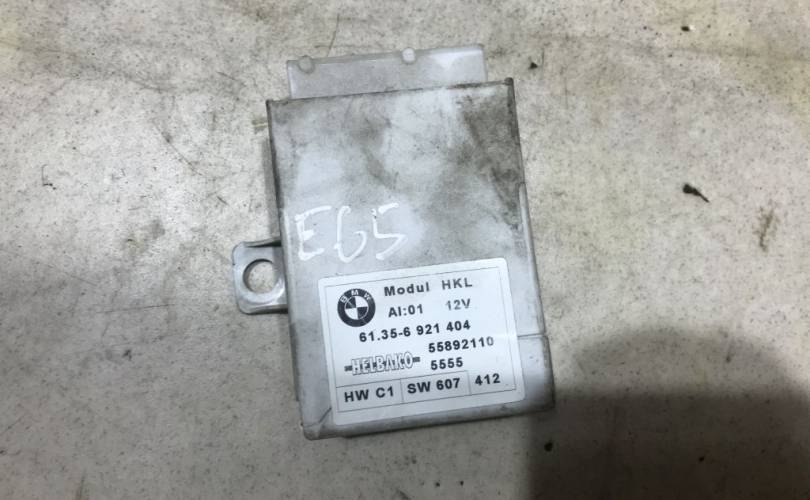 E65
BMW
Modul HKL
AI:01 12V
61.35-6 921 404
55892110
HELBAKO 5555
HW C1 SW 607 412